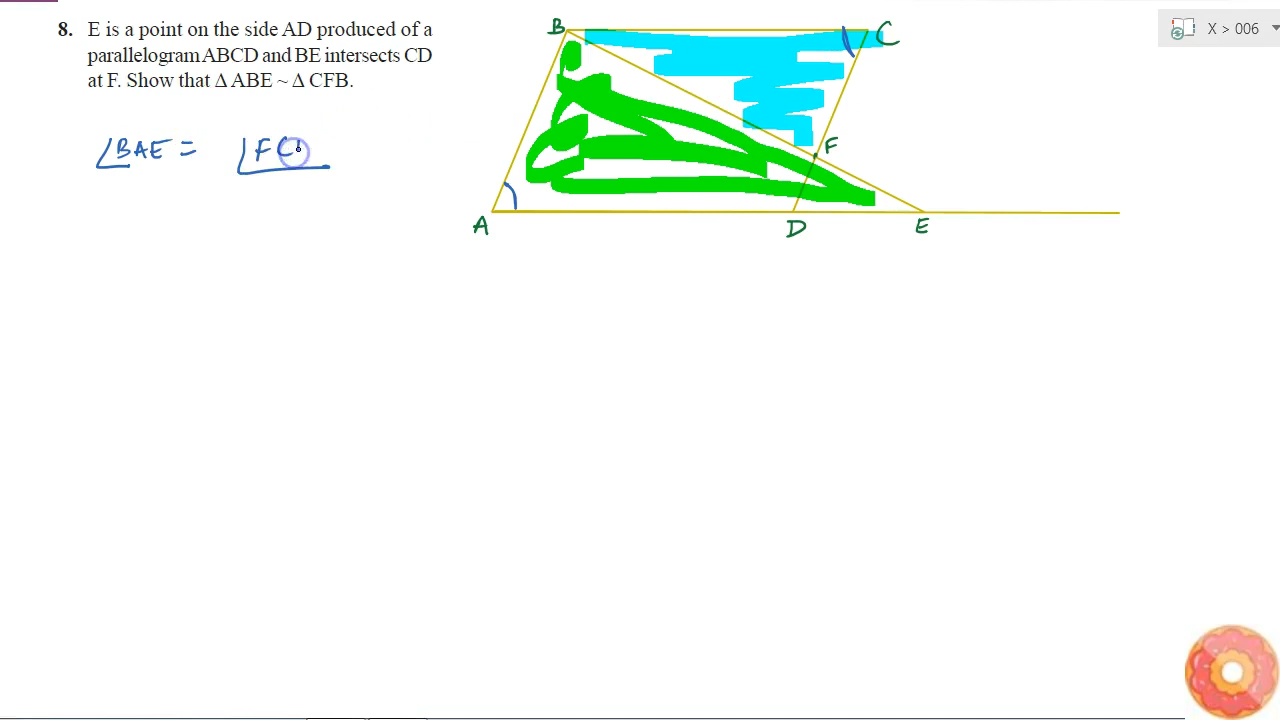 8. E is a point on the side AD produced of a
parallelogram ABCD and BE intersects CD
at F. Show that Δ ABE ~ Δ CFB.
∠BAE = ∠FC
B
C
F
A
D
E
X > 006